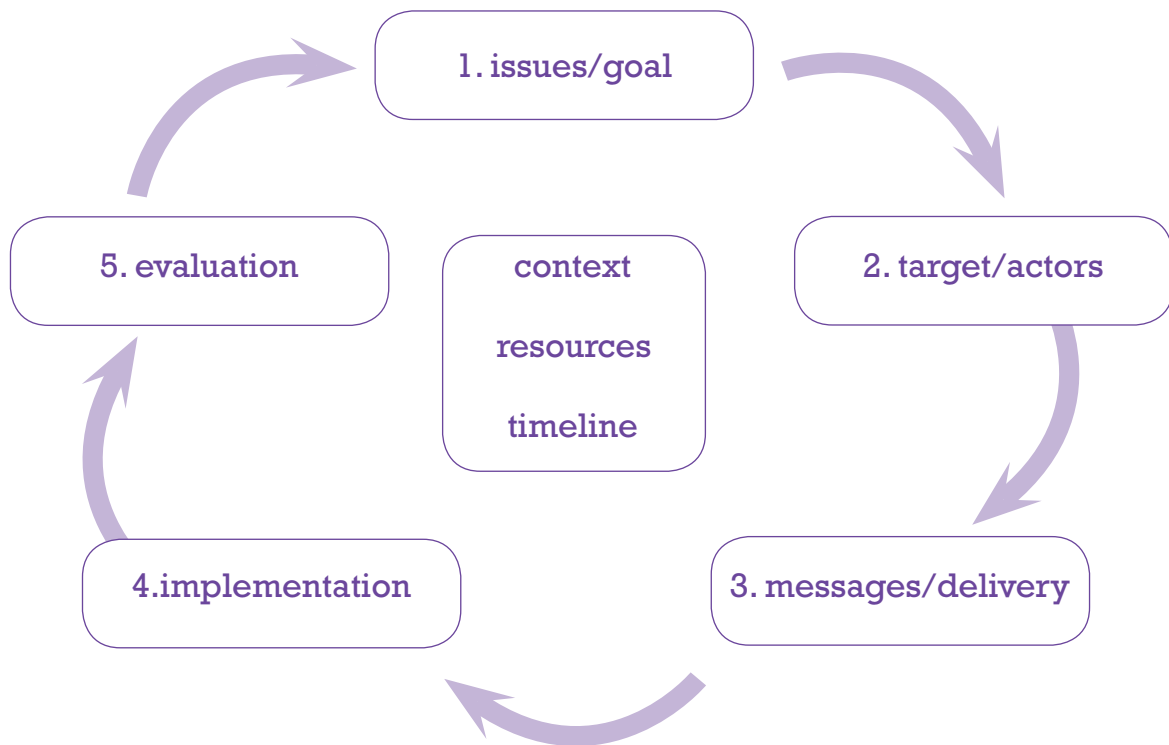 1. issues/goal
2. target/actors
3. messages/delivery
4.implementation
5. evaluation
context
resources
timeline